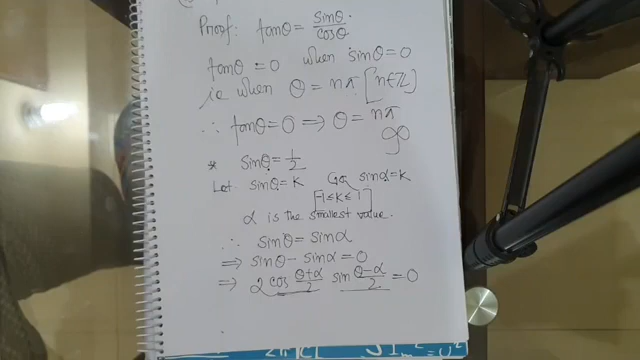 Proof: tanθ = sinθ/cosθ.
tanθ = 0 when sinθ = 0
ie when θ = nπ [n∈Z]
∴ tanθ = 0 ⇒ θ = nπ
* sinθ = 1/2
Let sinθ = k sinα = k
[-1 ≤ k ≤ 1]
α is the smallest value.
∴ sinθ = sinα
⇒ sinθ - sinα = 0
⇒ 2 cos (θ+α)/2 sin (θ-α)/2 = 0